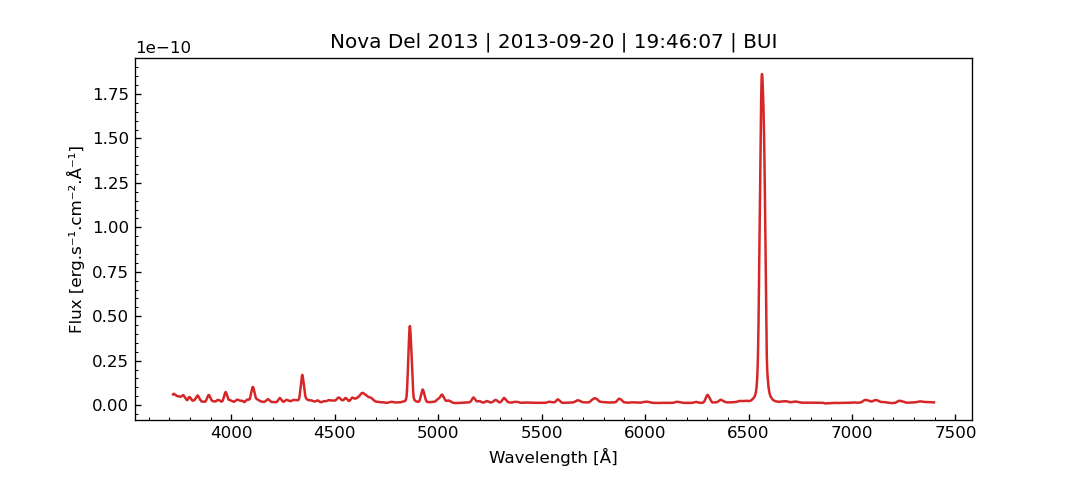 Nova Del 2013 | 2013-09-20 | 19:46:07 | BUI
1e−10
1.75
1.50
1.25
1.00
0.75
0.50
0.25
0.00
Flux [erg.s⁻¹.cm⁻².Å⁻¹]
4000 4500 5000 5500 6000 6500 7000 7500
Wavelength [Å]